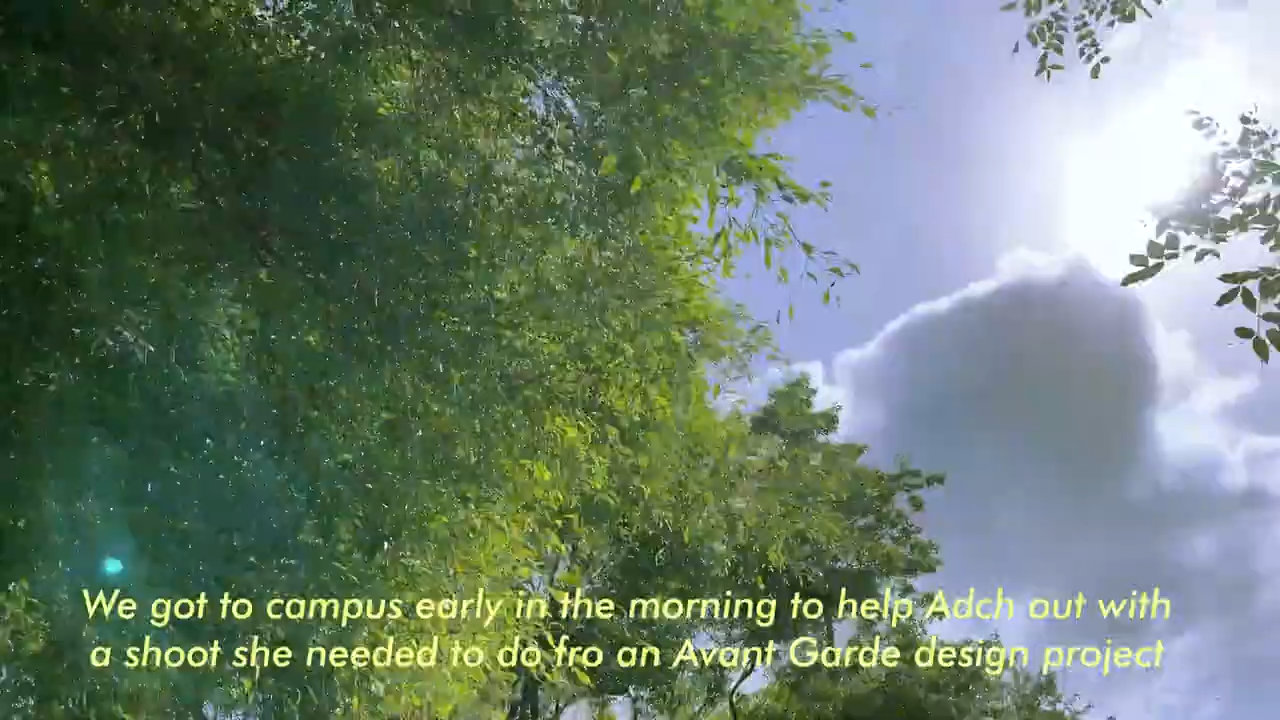 We got to campus early in the morning to help Adch out with
a shoot she needed to do fro an Avant Garde design project